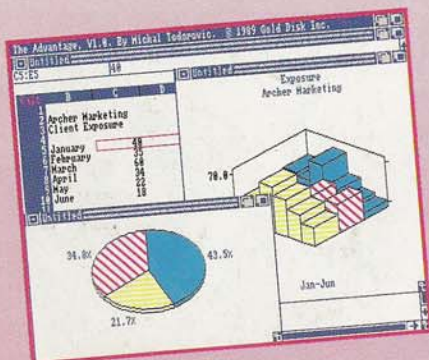 The Advantage, V1.0, By Mickal Todorovic, © 1989 Gold Disk Inc.
Untitled
C5:E5 40
B C D
Archer Marketing
Client Exposure
January 40
February 35
March 60
April 34
May 22
June 18
Untitled
Exposure
Archer Marketing
70.0
Jan-Jun
Untitled
34.8%
43.5%
21.7%